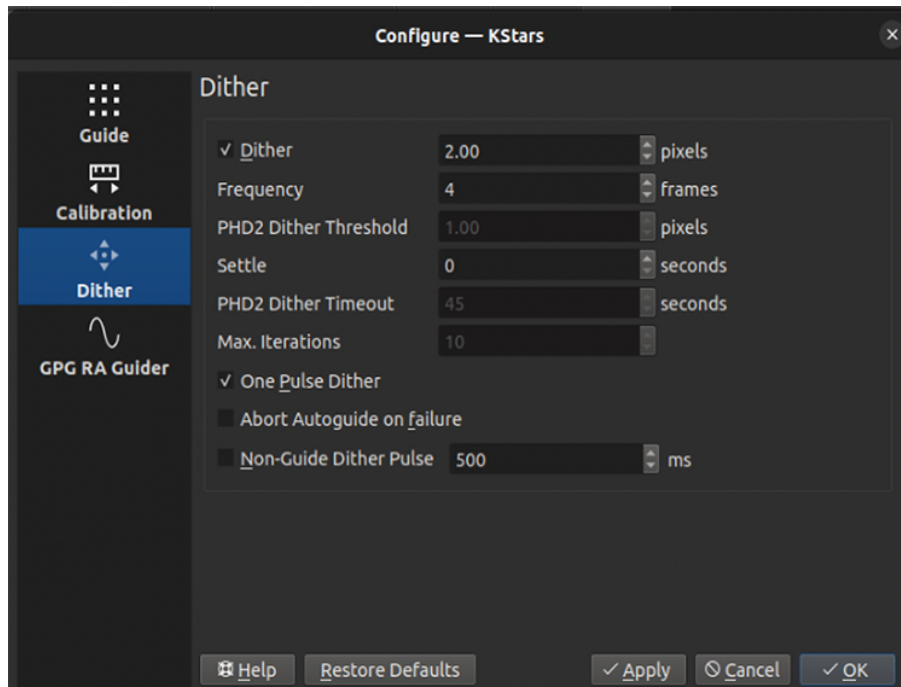 Configure — KStars
Guide
Calibration
Dither
GPG RA Guider
Dither
Dither 2.00 pixels
Frequency 4 frames
PHD2 Dither Threshold 1.00 pixels
Settle 0 seconds
PHD2 Dither Timeout 45 seconds
Max. Iterations 10
One Pulse Dither
Abort Autoguide on failure
Non-Guide Dither Pulse 500 ms
Help Restore Defaults Apply Cancel OK